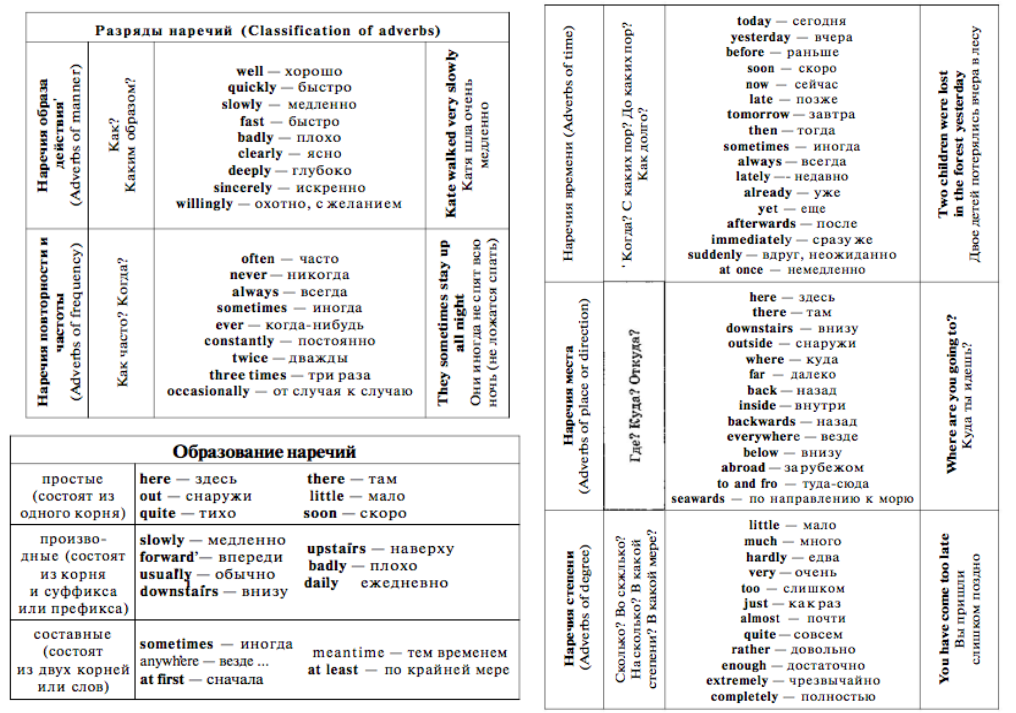 Разряды наречий (Classification of adverbs)
Наречия образа
действия'
(Adverbs of manner)
Как?
Каким образом?
well — хорошо
quickly — быстро
slowly — медленно
fast — быстро
badly — плохо
clearly — ясно
deeply — глубоко
sincerely — искренно
willingly — охотно, с желанием
Kate walked very slowly
Катя шла очень
медленно
Наречия повторности и
частоты
(Adverbs of frequency)
Как часто? Когда?
often — часто
never — никогда
always — всегда
sometimes — иногда
ever — когда-нибудь
constantly — постоянно
twice — дважды
three times — три раза
occasionally — от случая к случаю
They sometimes stay up
all night
Они иногда не спят всю
ночь (не ложатся спать)
Образование наречий
простые
(состоят из
одного корня)
here — здесь
out — снаружи
quite — тихо
there — там
little — мало
soon — скоро
произво-
дные (состоят
из корня
и суффикса
или префикса)
slowly — медленно
forward'— впереди
usually — обычно
downstairs — внизу
upstairs — наверху
badly — плохо
daily ежедневно
составные
(состоят
из двух корней
или слов)
sometimes — иногда
anywhere — везде ...
at first — сначала
meantime — тем временем
at least — по крайней мере
Наречия времени (Adverbs of time)
' Когда? С каких пор? До каких пор?
Как долго?
today — сегодня
yesterday — вчера
before — раньше
soon — скоро
now — сейчас
late — позже
tomorrow — завтра
then — тогда
sometimes — иногда
always — всегда
lately —- недавно
already — уже
yet — еще
afterwards — после
immediately — сразу же
suddenly — вдруг, неожиданно
at once — немедленно
Two children were lost
in the forest yesterday
Двое детей потерялись вчера в лесу
Наречия места
(Adverbs of place or direction)
Где? Куда? Откуда?
here — здесь
there — там
downstairs — внизу
outside — снаружи
where — куда
far — далеко
back — назад
inside — внутри
backwards — назад
everywhere — везде
below — внизу
abroad — за рубежом
to and fro — туда-сюда
seawards — по направлению к морю
Where are you going to?
Куда ты идешь?
Наречия степени
(Adverbs of degree)
Сколько? Во скжлько?
На сколько? В какой
степени? В какой мере?
little — мало
much — много
hardly — едва
very — очень
too — слишком
just — как раз
almost — почти
quite — совсем
rather — довольно
enough — достаточно
extremely — чрезвычайно
completely — полностью
You have come too late
Вы пришли
слишком поздно